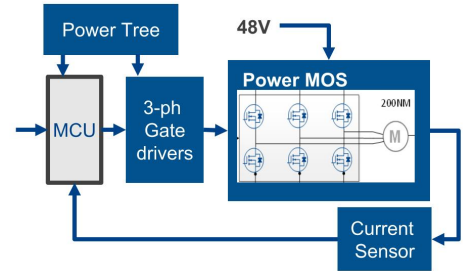 Power Tree
48V
MCU
3-ph
Gate
drivers
Power MOS
200NM
M
Current
Sensor